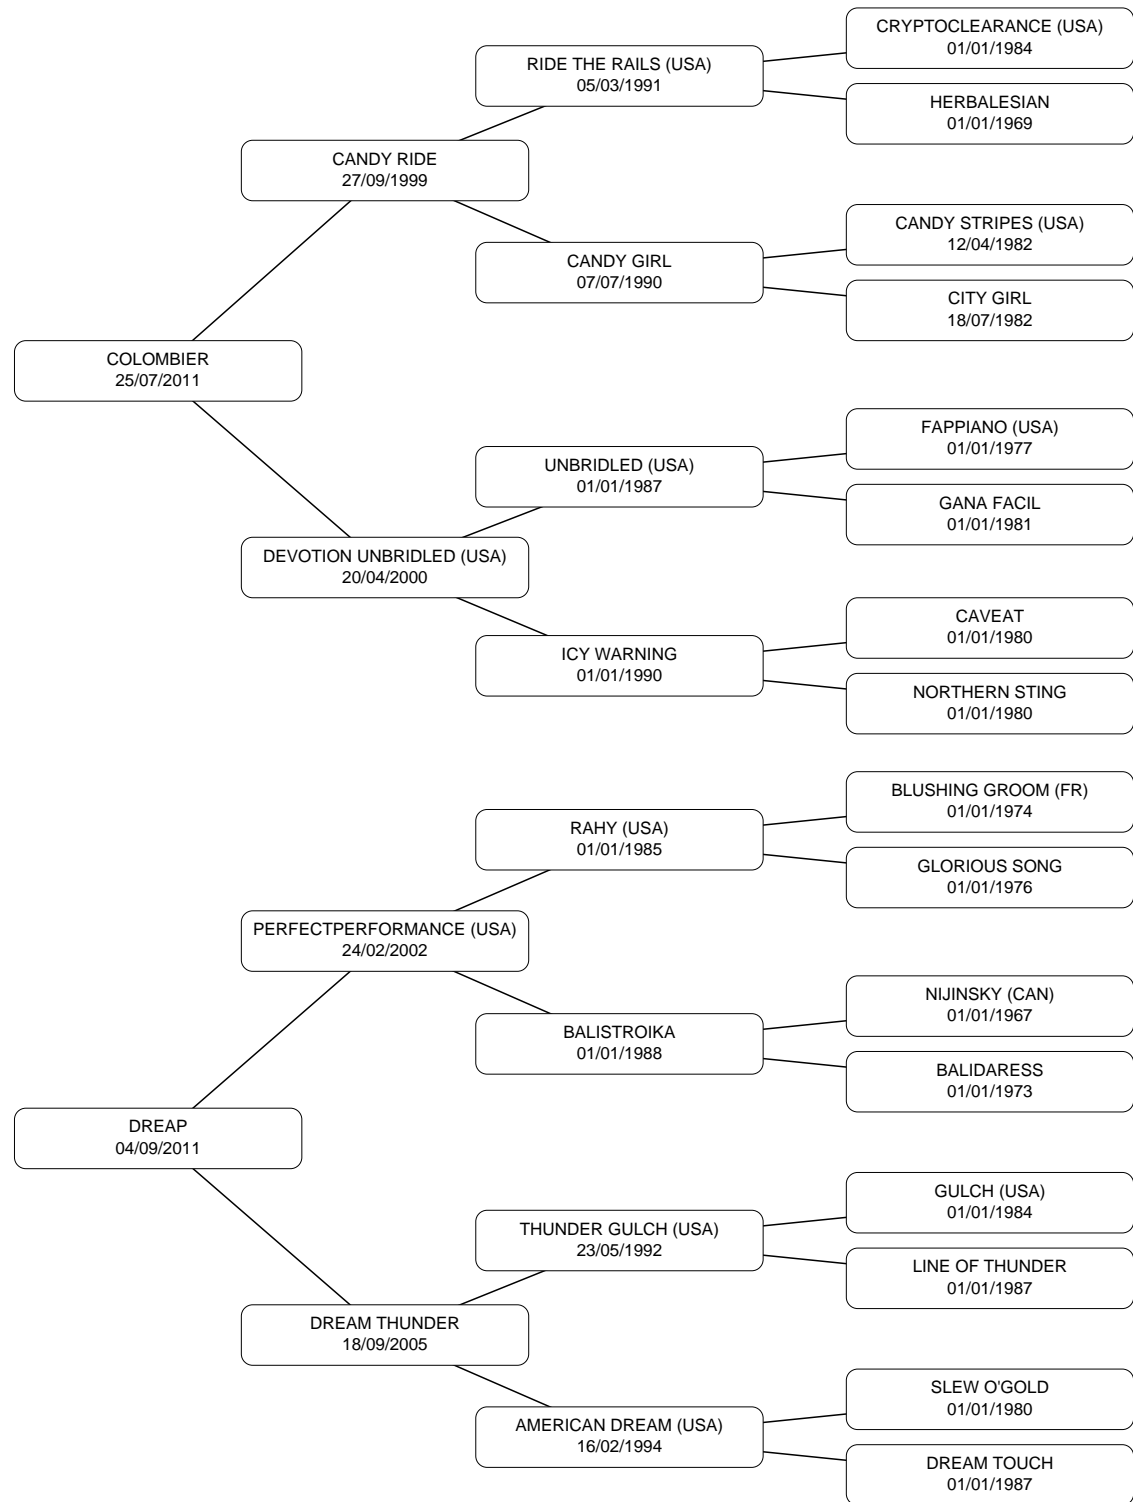 CRYPTOCLEARANCE (USA)
01/01/1984
RIDE THE RAILS (USA)
05/03/1991
HERBALESIAN
01/01/1969
CANDY RIDE
27/09/1999
CANDY STRIPES (USA)
12/04/1982
CANDY GIRL
07/07/1990
CITY GIRL
18/07/1982
COLOMBIER
25/07/2011
FAPPIANO (USA)
01/01/1977
UNBRIDLED (USA)
01/01/1987
GANA FACIL
01/01/1981
DEVOTION UNBRIDLED (USA)
20/04/2000
CAVEAT
01/01/1980
ICY WARNING
01/01/1990
NORTHERN STING
01/01/1980
BLUSHING GROOM (FR)
01/01/1974
RAHY (USA)
01/01/1985
GLORIOUS SONG
01/01/1976
PERFECTPERFORMANCE (USA)
24/02/2002
NIJINSKY (CAN)
01/01/1967
BALISTROIKA
01/01/1988
BALIDARESS
01/01/1973
DREAP
04/09/2011
GULCH (USA)
01/01/1984
THUNDER GULCH (USA)
23/05/1992
LINE OF THUNDER
01/01/1987
DREAM THUNDER
18/09/2005
SLEW O'GOLD
01/01/1980
AMERICAN DREAM (USA)
16/02/1994
DREAM TOUCH
01/01/1987